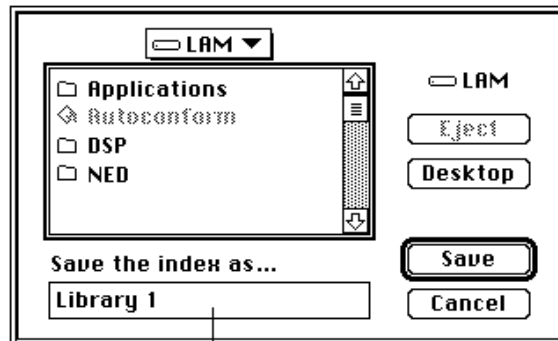 LAM
Applications
Autoconform
DSP
NED
LAM
Eject
Desktop
Save the index as...
Library 1
Save
Cancel